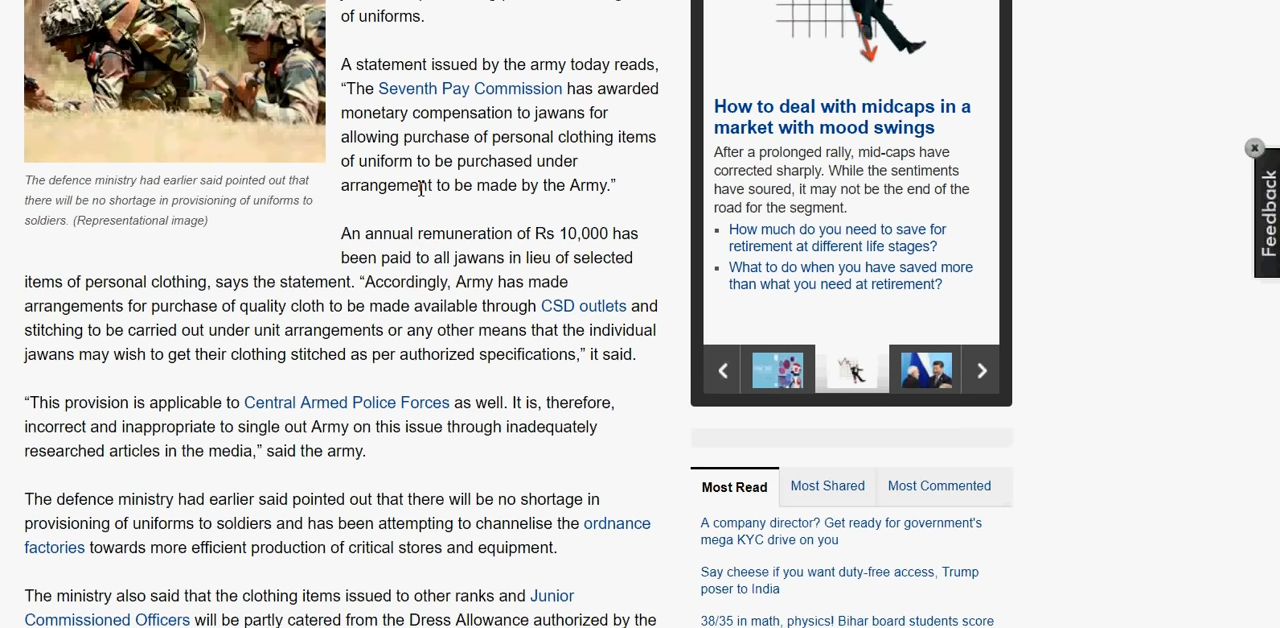 of uniforms.
A statement issued by the army today reads,
“The Seventh Pay Commission has awarded
monetary compensation to jawans for
allowing purchase of personal clothing items
of uniform to be purchased under
arrangement to be made by the Army.”
The defence ministry had earlier said pointed out that
there will be no shortage in provisioning of uniforms to
soldiers. (Representational image)
An annual remuneration of Rs 10,000 has
been paid to all jawans in lieu of selected
items of personal clothing, says the statement. “Accordingly, Army has made
arrangements for purchase of quality cloth to be made available through CSD outlets and
stitching to be carried out under unit arrangements or any other means that the individual
jawans may wish to get their clothing stitched as per authorized specifications,” it said.
“This provision is applicable to Central Armed Police Forces as well. It is, therefore,
incorrect and inappropriate to single out Army on this issue through inadequately
researched articles in the media,” said the army.
The defence ministry had earlier said pointed out that there will be no shortage in
provisioning of uniforms to soldiers and has been attempting to channelise the ordnance
factories towards more efficient production of critical stores and equipment.
The ministry also said that the clothing items issued to other ranks and Junior
Commissioned Officers will be partly catered from the Dress Allowance authorized by the
How to deal with midcaps in a
market with mood swings
After a prolonged rally, mid-caps have
corrected sharply. While the sentiments
have soured, it may not be the end of the
road for the segment.
How much do you need to save for
retirement at different life stages?
What to do when you have saved more
than what you need at retirement?
Most Read Most Shared Most Commented
A company director? Get ready for government's
mega KYC drive on you
Say cheese if you want duty-free access, Trump
poser to India
38/35 in math, physics! Bihar board students score
Feedback